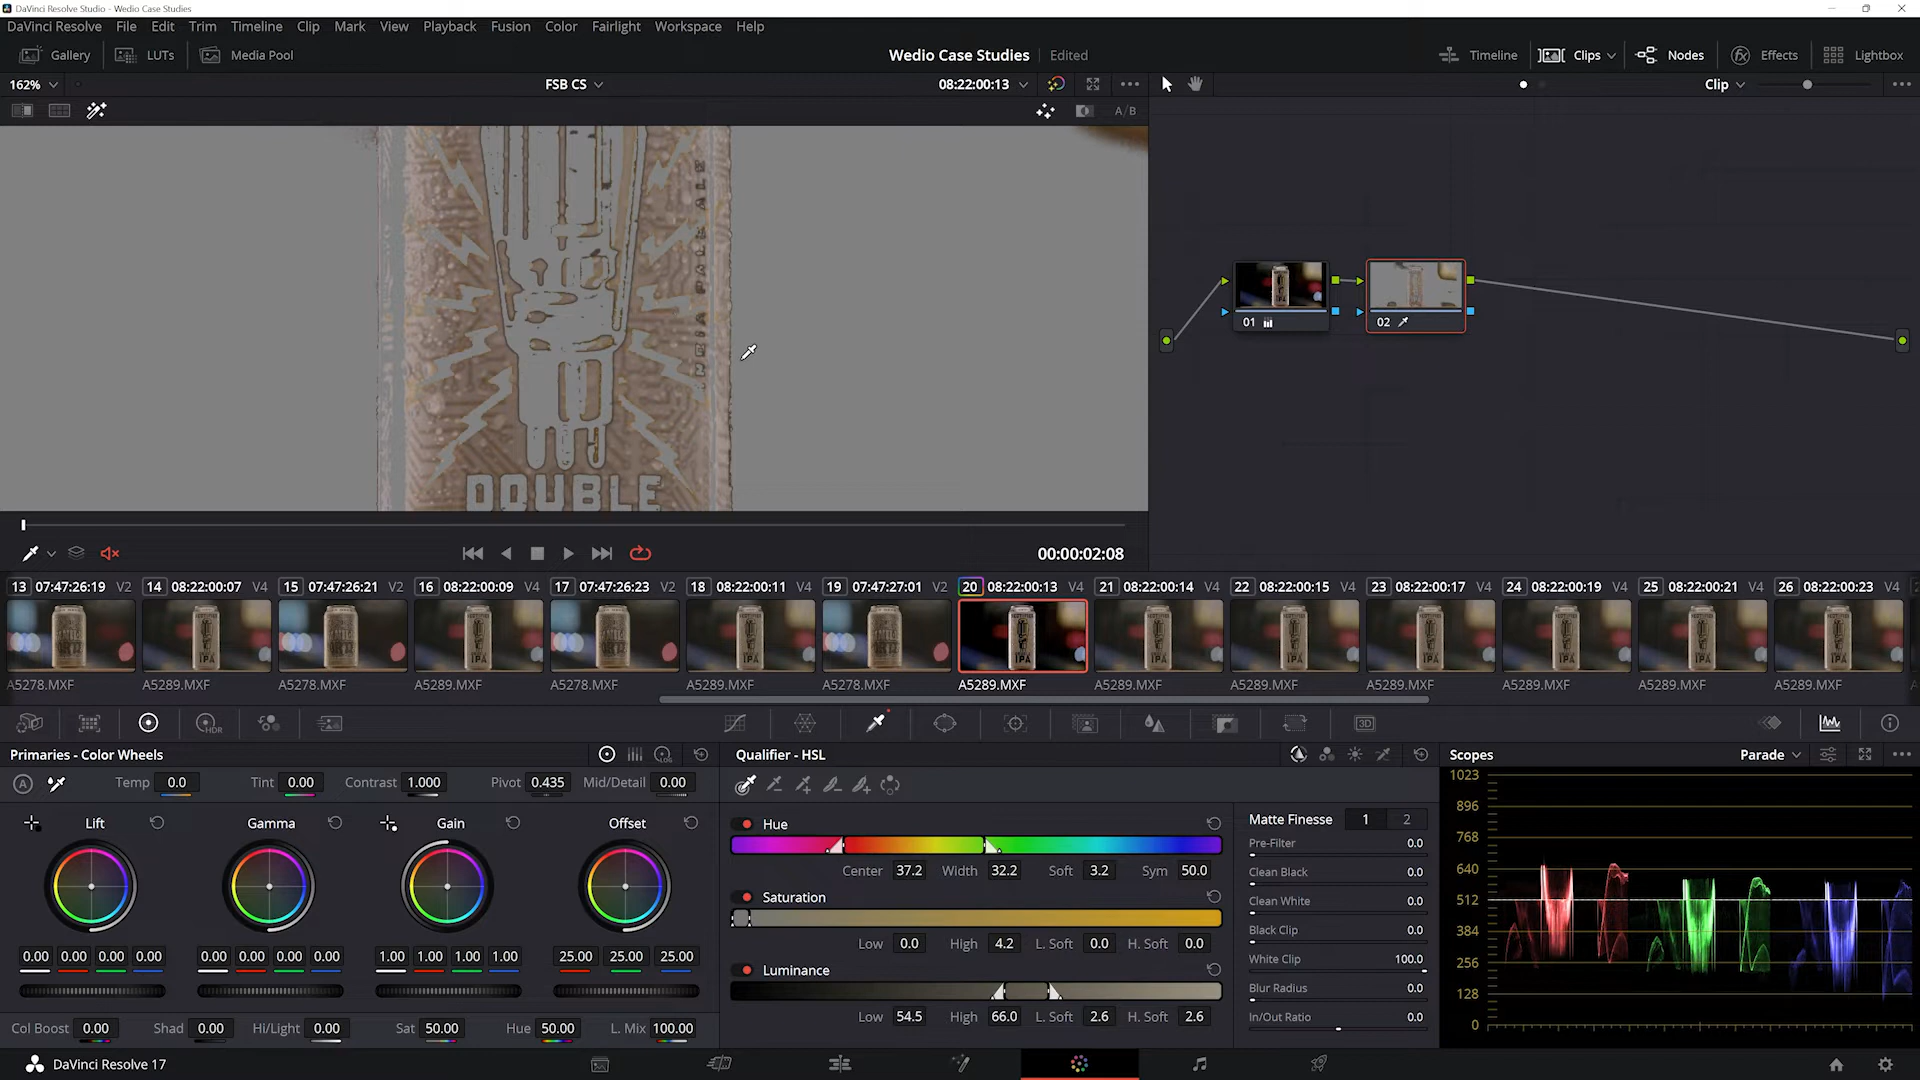 DaVinci Resolve Studio - Wedio Case Studies
DaVinci Resolve File Edit Trim Timeline Clip Mark View Playback Fusion Color Fairlight Workspace Help
Gallery LUTs Media Pool Wedio Case Studies Edited Timeline Clips Nodes Effects Lightbox
162% FSB CS 08:22:00:13 Clip
A/B
INDIA PALE ALE
DOUBLE
01 02
00:00:02:08
13 07:47:26:19 V2 14 08:22:00:07 V4 15 07:47:26:21 V2 16 08:22:00:09 V4 17 07:47:26:23 V2 18 08:22:00:11 V4 19 07:47:27:01 V2 20 08:22:00:13 V4 21 08:22:00:14 V4 22 08:22:00:15 V4 23 08:22:00:17 V4 24 08:22:00:19 V4 25 08:22:00:21 V4 26 08:22:00:23 V4
IPA IPA IPA IPA IPA IPA IPA IPA IPA IPA
A5278.MXF A5289.MXF A5278.MXF A5289.MXF A5278.MXF A5289.MXF A5278.MXF A5289.MXF A5289.MXF A5289.MXF A5289.MXF A5289.MXF A5289.MXF A5289.MXF
HDR 3D
Primaries - Color Wheels LOG Qualifier - HSL Scopes Parade
A Temp 0.0 Tint 0.00 Contrast 1.000 Pivot 0.435 Mid/Detail 0.00
Lift Gamma Gain Offset
0.00 0.00 0.00 0.00 0.00 0.00 0.00 0.00 1.00 1.00 1.00 1.00 25.00 25.00 25.00
Col Boost 0.00 Shad 0.00 Hi/Light 0.00 Sat 50.00 Hue 50.00 L. Mix 100.00
Hue
Center 37.2 Width 32.2 Soft 3.2 Sym 50.0
Saturation
Low 0.0 High 4.2 L. Soft 0.0 H. Soft 0.0
Luminance
Low 54.5 High 66.0 L. Soft 2.6 H. Soft 2.6
Matte Finesse 1 2
Pre-Filter 0.0
Clean Black 0.0
Clean White 0.0
Black Clip 0.0
White Clip 100.0
Blur Radius 0.0
In/Out Ratio 0.0
1023
896
768
640
512
384
256
128
0
DaVinci Resolve 17